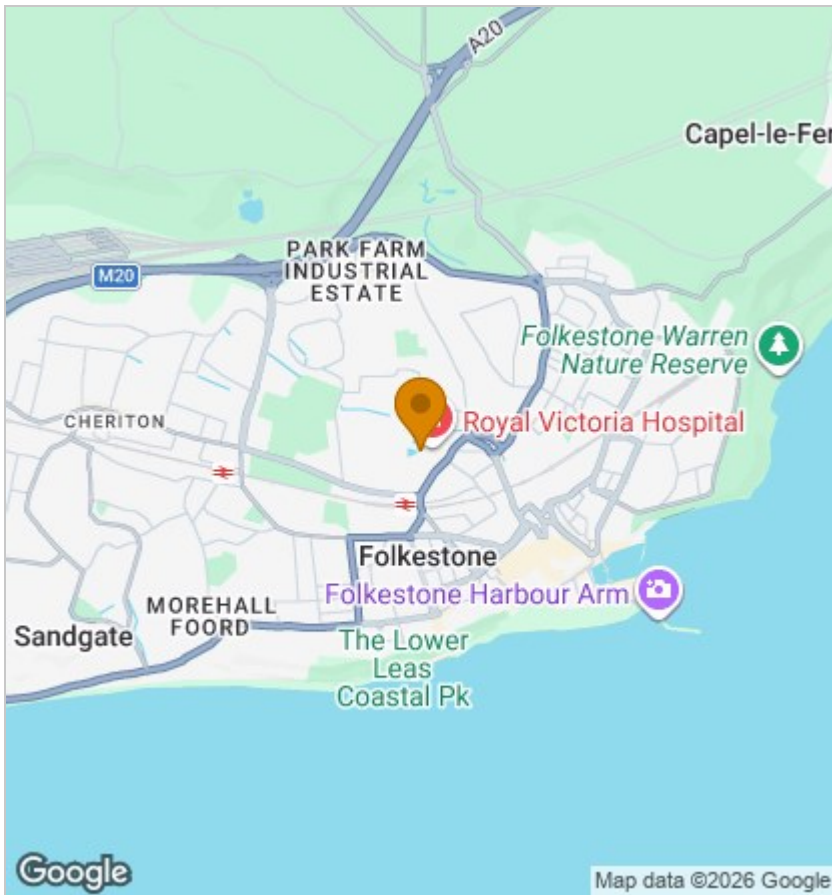 A20
Capel-le-Fer
PARK FARM
INDUSTRIAL
ESTATE
M20
Folkestone Warren
Nature Reserve
CHERITON
Royal Victoria Hospital
Folkestone
Folkestone Harbour Arm
MOREHALL
FOORD
Sandgate
The Lower
Leas
Coastal Pk
Google
Map data ©2026 Google